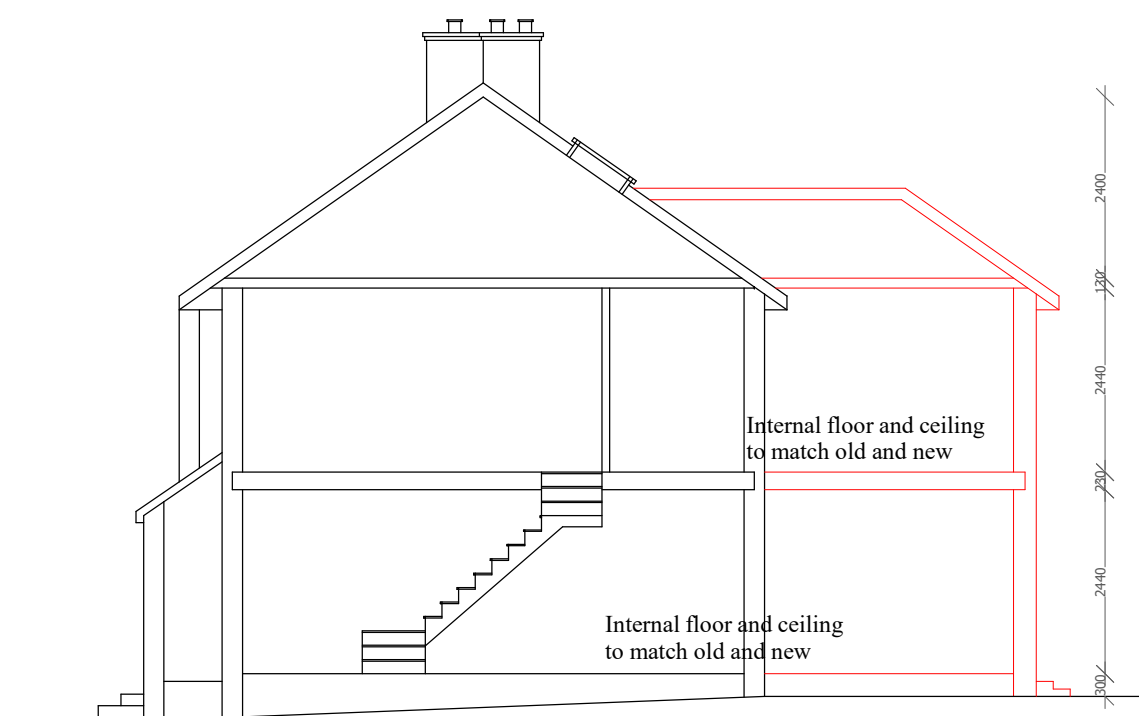 2400
130
2440
Internal floor and ceiling
to match old and new
230
2440
Internal floor and ceiling
to match old and new
300